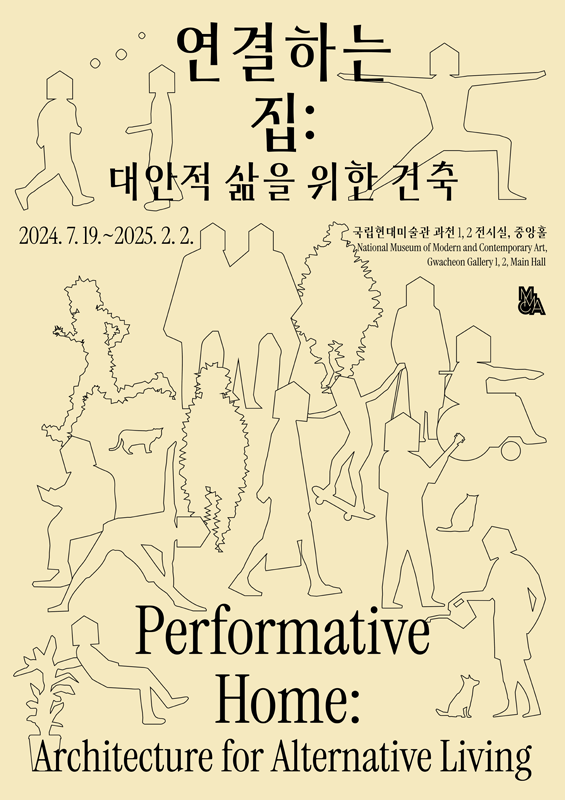 연결하는
집:
대안적 삶을 위한 건축
2024. 7. 19.~2025. 2. 2.
국립현대미술관 과천 1, 2 전시실, 중앙홀
National Museum of Modern and Contemporary Art,
Gwacheon Gallery 1, 2, Main Hall
MMCA
Performative
Home:
Architecture for Alternative Living